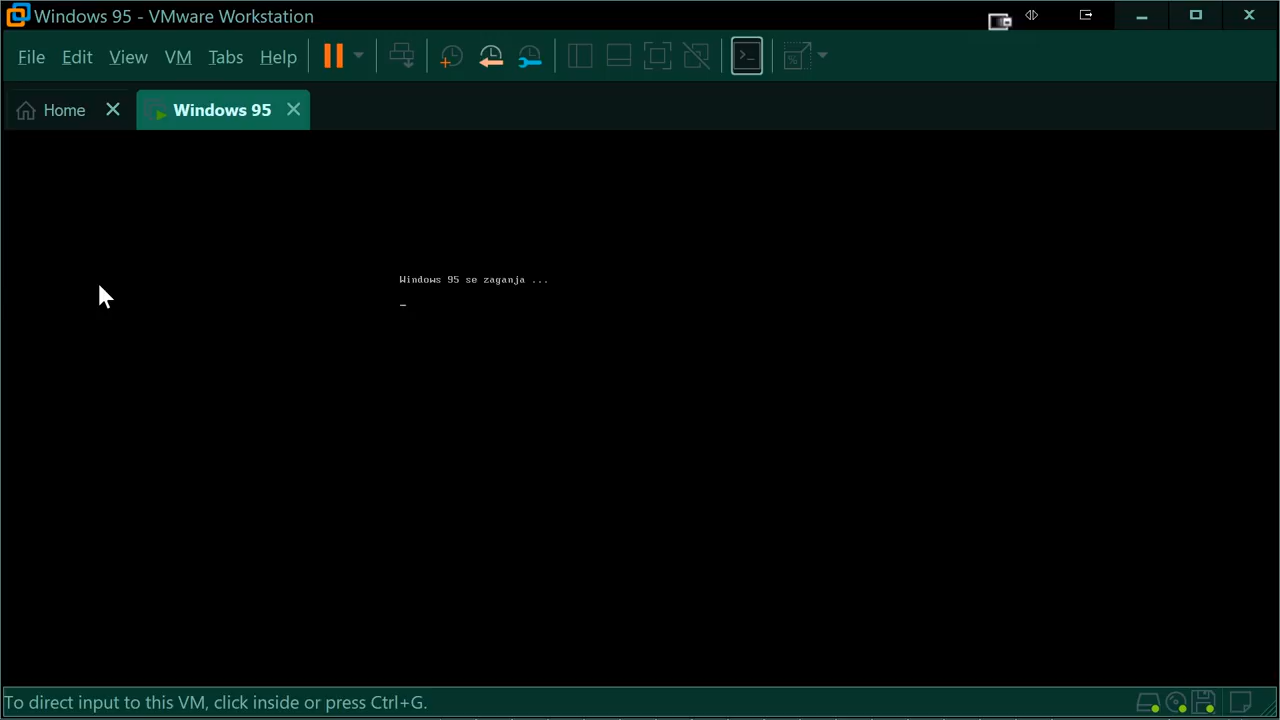 Windows 95 - VMware Workstation
File Edit View VM Tabs Help
Home Windows 95
Windows 95 se zaganja ...
To direct input to this VM, click inside or press Ctrl+G.